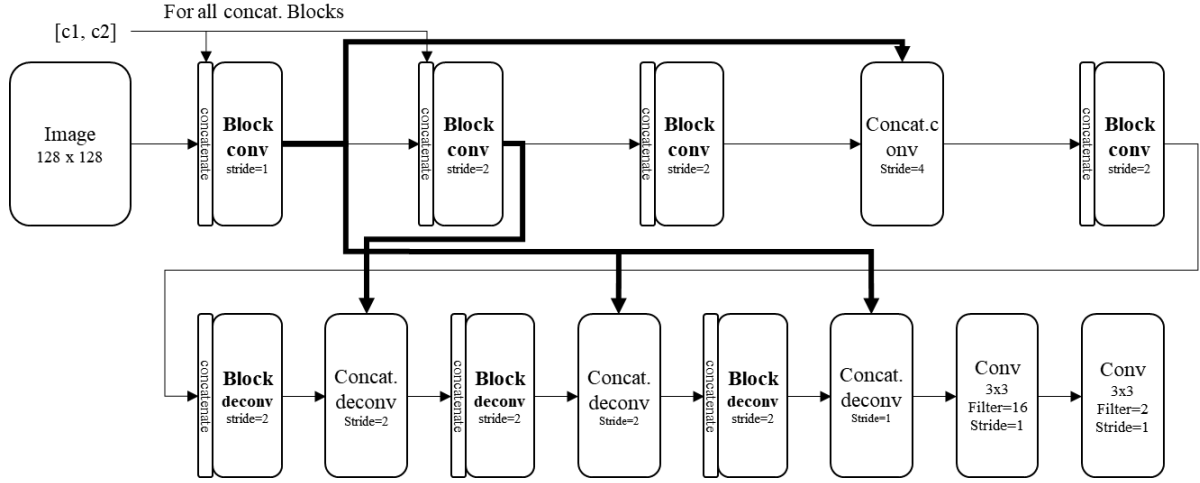 For all concat. Blocks
[c1, c2]
Image
128 x 128
concatenate
Block
conv
stride=1
concatenate
Block
conv
stride=2
concatenate
Block
conv
stride=2
Concat.c
onv
Stride=4
concatenate
Block
conv
stride=2
concatenate
Block
deconv
stride=2
Concat.
deconv
Stride=2
concatenate
Block
deconv
stride=2
Concat.
deconv
Stride=2
concatenate
Block
deconv
stride=2
Concat.
deconv
Stride=1
Conv
3x3
Filter=16
Stride=1
Conv
3x3
Filter=2
Stride=1